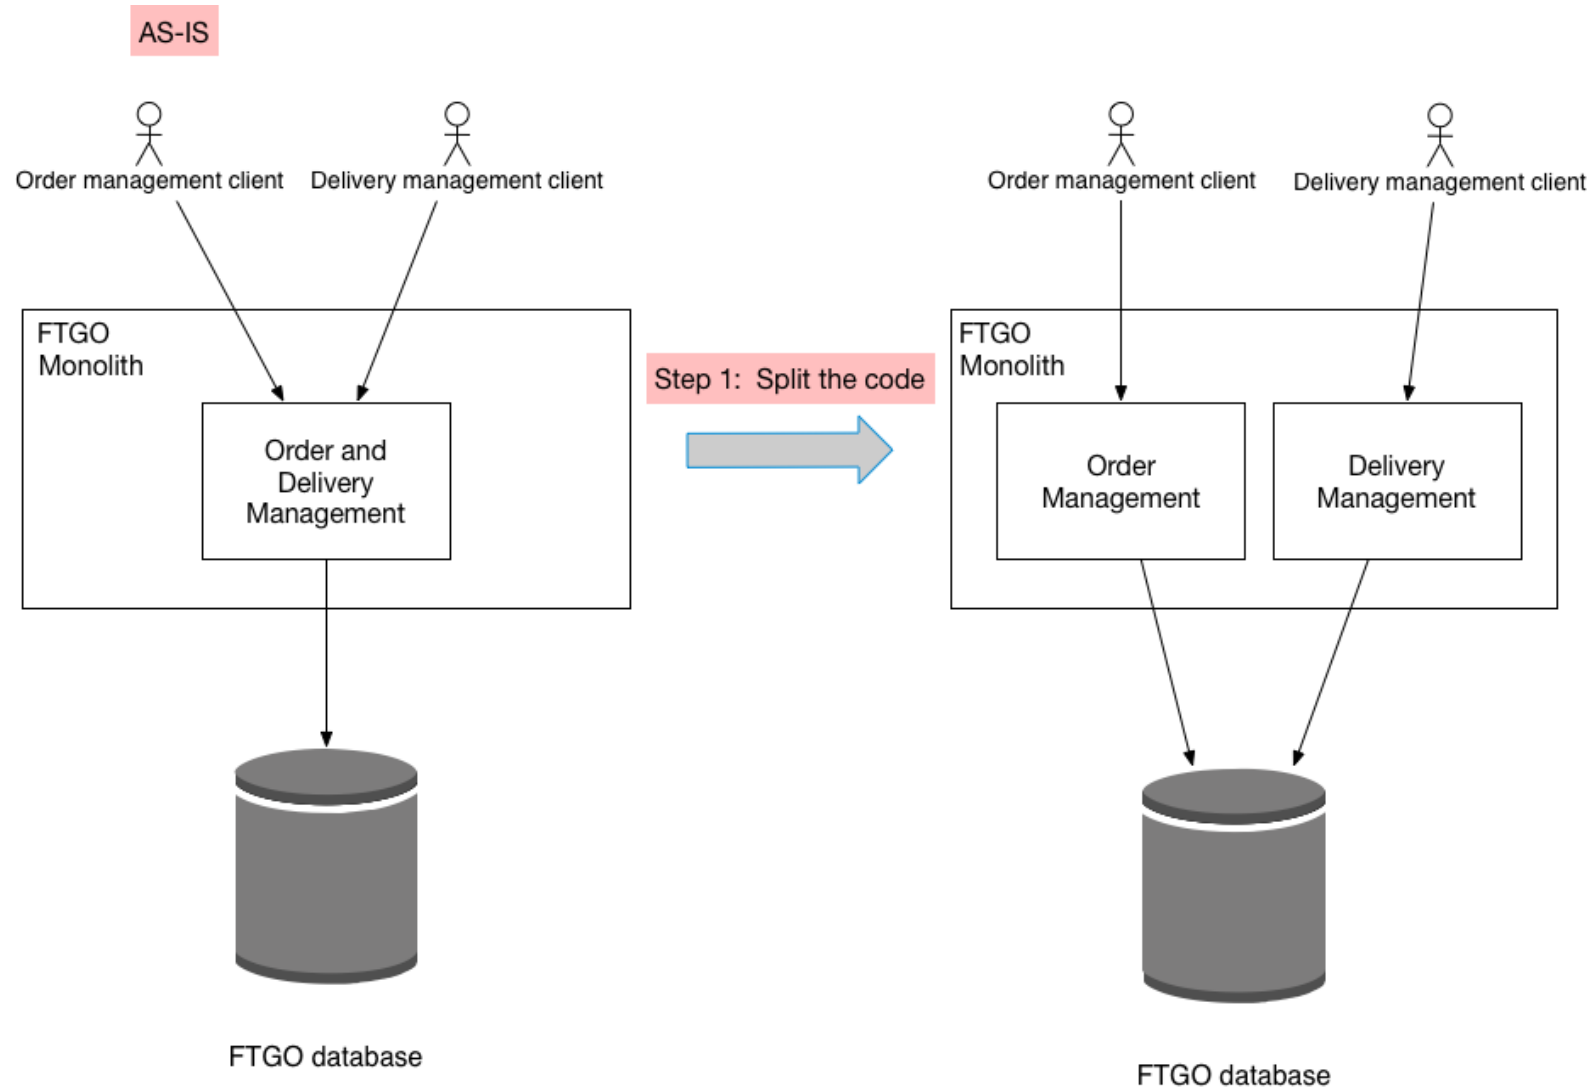 AS-IS
Order management client
Delivery management client
FTGO
Monolith
Order and
Delivery
Management
FTGO database
Step 1:  Split the code
Order management client
Delivery management client
FTGO
Monolith
Order
Management
Delivery
Management
FTGO database